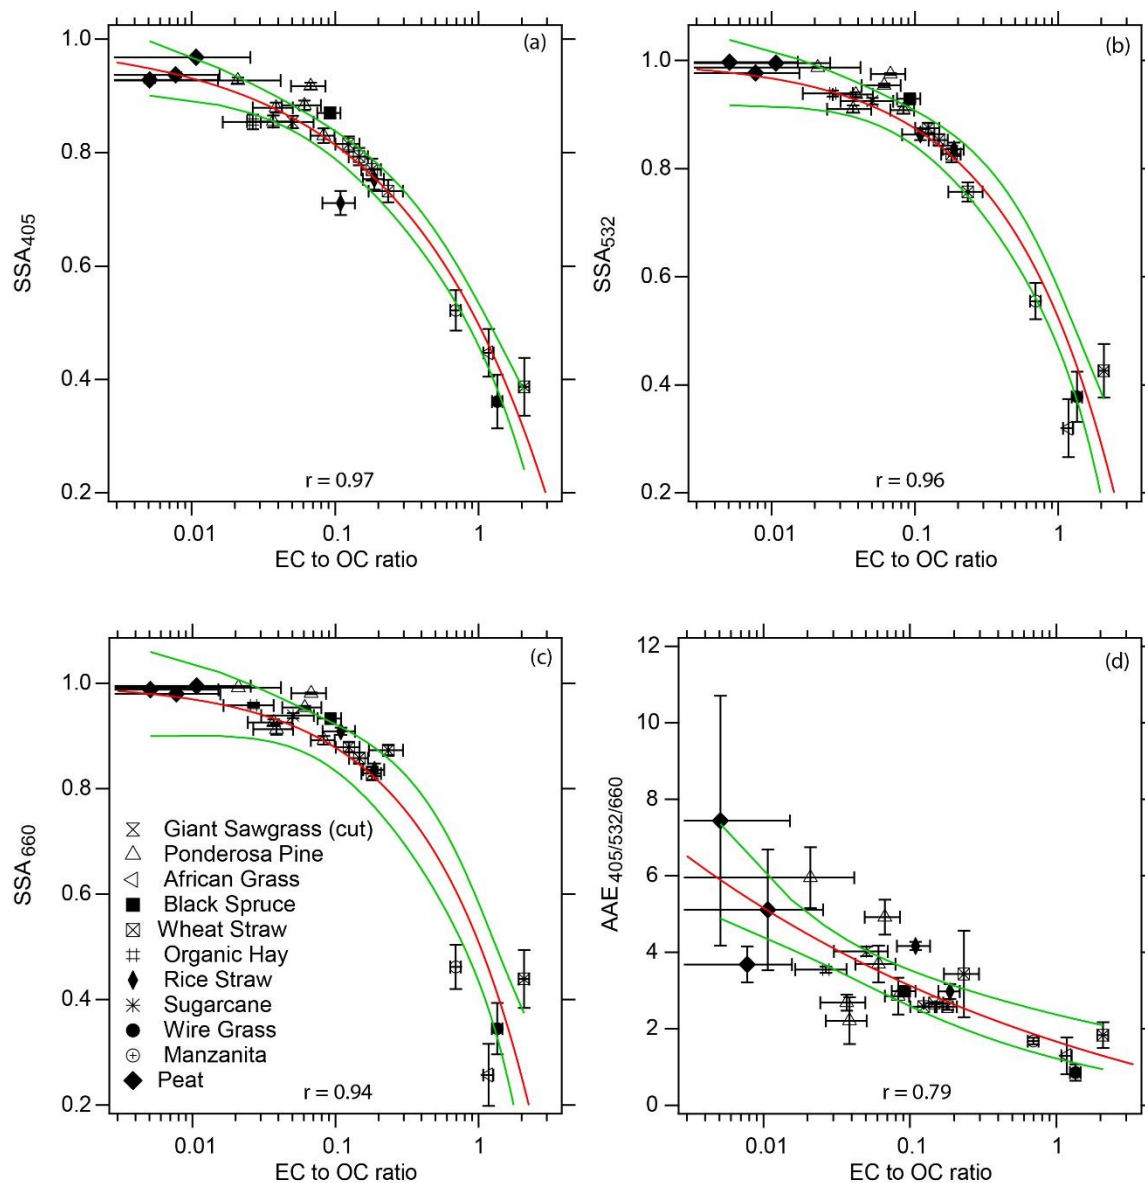 (a)
1.0
0.8
0.6
0.4
0.2
SSA405
r = 0.97
0.01 0.1 1
EC to OC ratio
(b)
1.0
0.8
0.6
0.4
0.2
SSA532
r = 0.96
0.01 0.1 1
EC to OC ratio
(c)
1.0
0.8
0.6
0.4
0.2
SSA660
Giant Sawgrass (cut)
Ponderosa Pine
African Grass
Black Spruce
Wheat Straw
Organic Hay
Rice Straw
Sugarcane
Wire Grass
Manzanita
Peat
r = 0.94
0.01 0.1 1
EC to OC ratio
(d)
12
10
8
6
4
2
0
AAE405/532/660
r = 0.79
0.01 0.1 1
EC to OC ratio